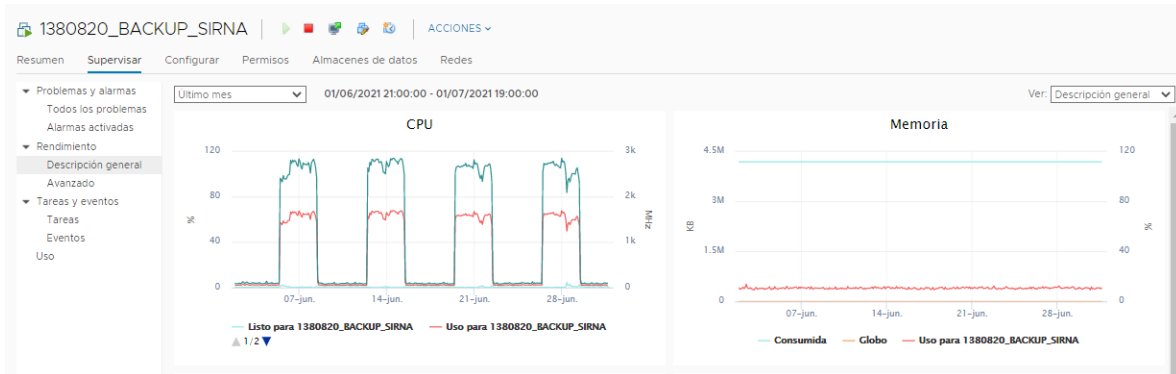 1380820_BACKUP_SIRNA ACCIONES
Resumen Supervisar Configurar Permisos Almacenes de datos Redes
Problemas y alarmas
Todos los problemas
Alarmas activadas
Rendimiento
Descripción general
Avanzado
Tareas y eventos
Tareas
Eventos
Uso
Último mes 01/06/2021 21:00:00 - 01/07/2021 19:00:00 Ver: Descripción general
CPU
120 3k
80 2k
40 1k
0 0
% MHz
07-jun. 14-jun. 21-jun. 28-jun.
Listo para 1380820_BACKUP_SIRNA Uso para 1380820_BACKUP_SIRNA
1/2
Memoria
4.5M 120
3M 80
1.5M 40
0 0
KB %
07-jun. 14-jun. 21-jun. 28-jun.
Consumida Globo Uso para 1380820_BACKUP_SIRNA